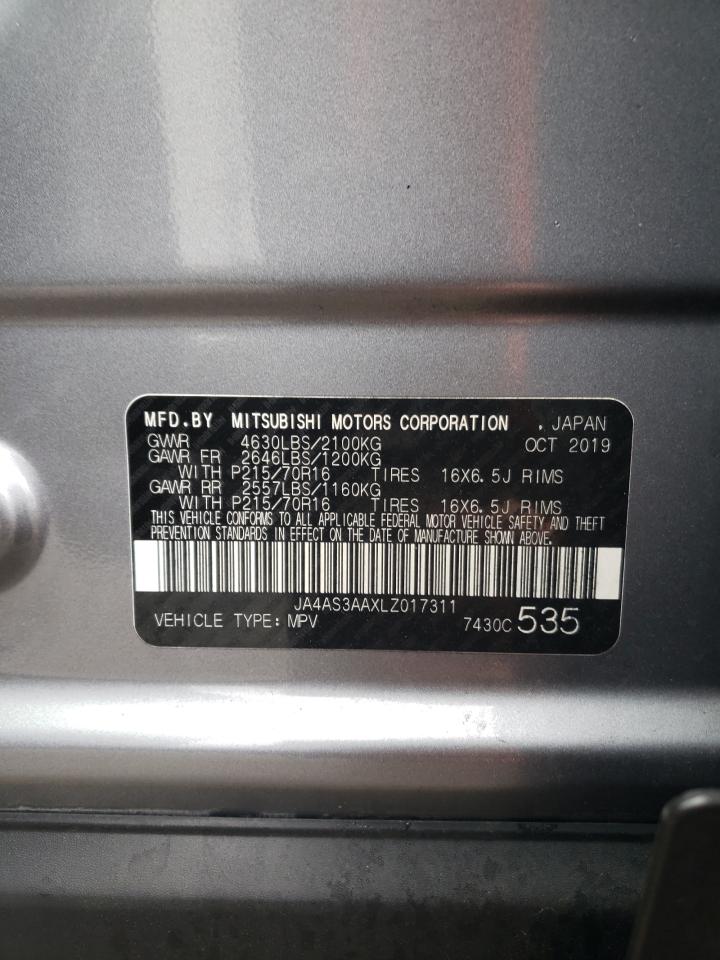 MFD.BY MITSUBISHI MOTORS CORPORATION , JAPAN
GVWR 4630LBS/2100KG OCT 2019
GAWR FR 2646LBS/1200KG
WITH P215/70R16 TIRES 16X6.5J RIMS
GAWR RR 2557LBS/1160KG
WITH P215/70R16 TIRES 16X6.5J RIMS
THIS VEHICLE CONFORMS TO ALL APPLICABLE FEDERAL MOTOR VEHICLE SAFETY AND THEFT
PREVENTION STANDARDS IN EFFECT ON THE DATE OF MANUFACTURE SHOWN ABOVE.
JA4AS3AAXLZ017311
VEHICLE TYPE: MPV 7430C 535